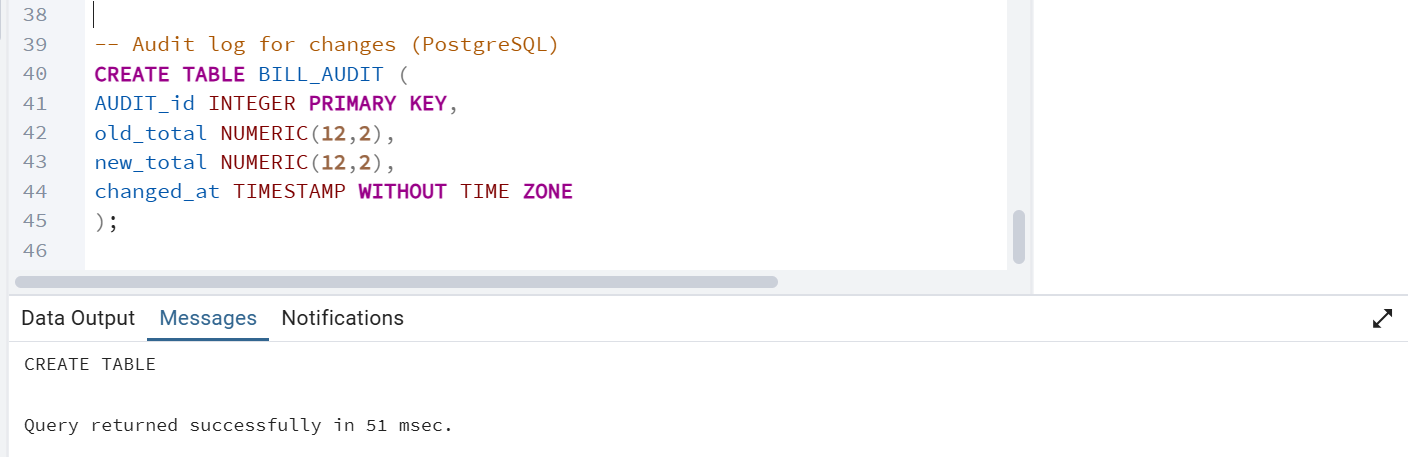 38
39 -- Audit log for changes (PostgreSQL)
40 CREATE TABLE BILL_AUDIT (
41 AUDIT_id INTEGER PRIMARY KEY,
42 old_total NUMERIC(12,2),
43 new_total NUMERIC(12,2),
44 changed_at TIMESTAMP WITHOUT TIME ZONE
45 );
46
Data Output Messages Notifications
CREATE TABLE
Query returned successfully in 51 msec.